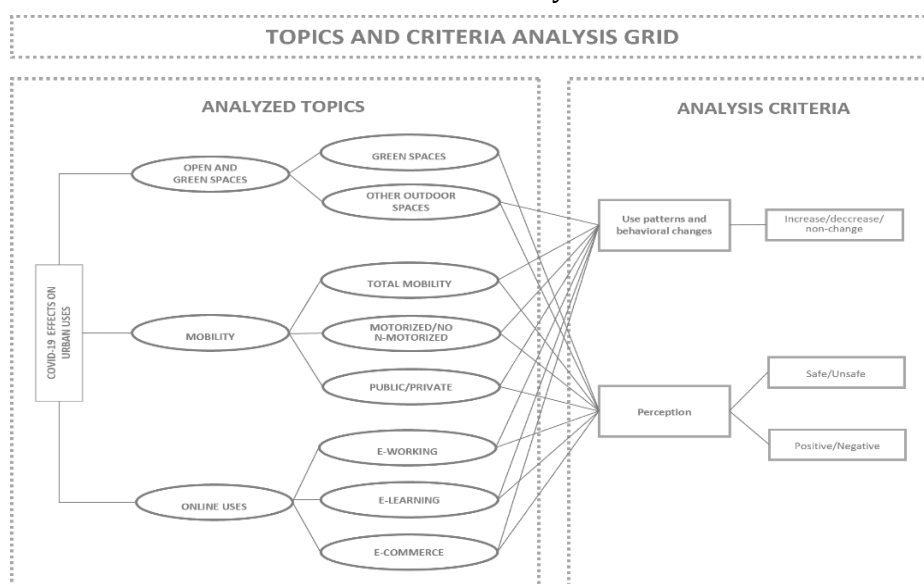 TOPICS AND CRITERIA ANALYSIS GRID
ANALYZED TOPICS
ANALYSIS CRITERIA
COVID-19 EFFECTS ON
URBAN USES
OPEN AND
GREEN SPACES
GREEN SPACES
OTHER OUTDOOR
SPACES
MOBILITY
TOTAL MOBILITY
MOTORIZED/NO
N-MOTORIZED
PUBLIC/PRIVATE
ONLINE USES
E-WORKING
E-LEARNING
E-COMMERCE
Use patterns and
behavioral changes
Increase/deccrease/
non-change
Perception
Safe/Unsafe
Positive/Negative